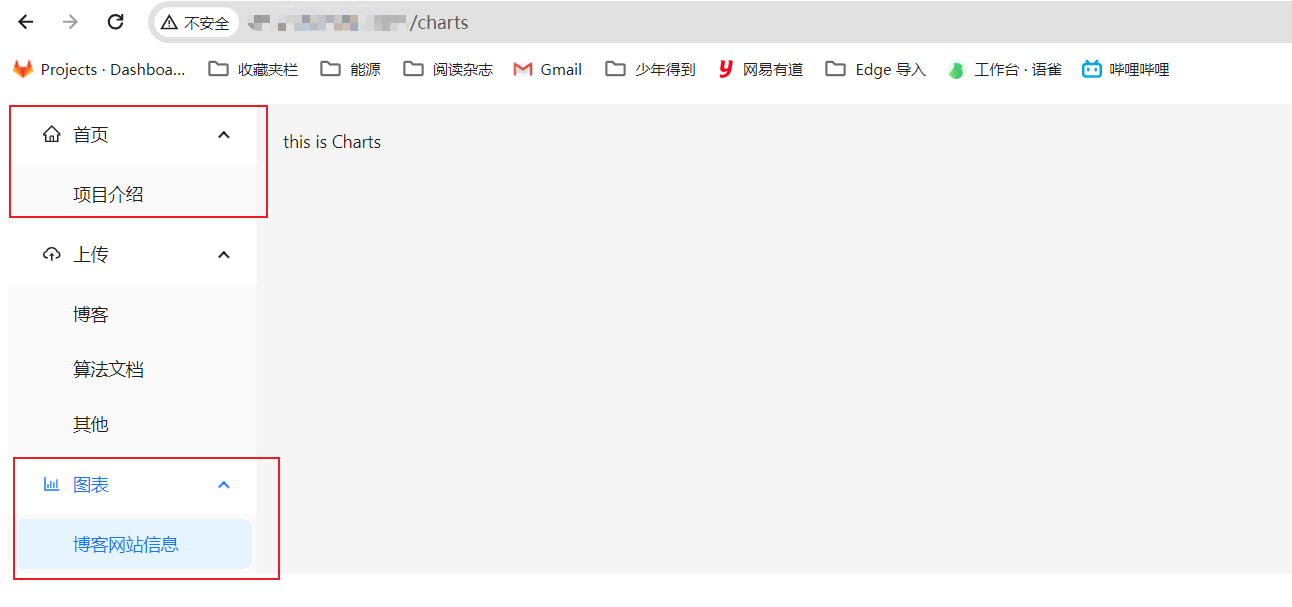 不安全 /charts
Projects · Dashboa... 收藏夹栏 能源 阅读杂志 Gmail 少年得到 网易有道 Edge 导入 工作台 · 语雀 哔哩哔哩
首页
this is Charts
项目介绍
上传
博客
算法文档
其他
图表
博客网站信息